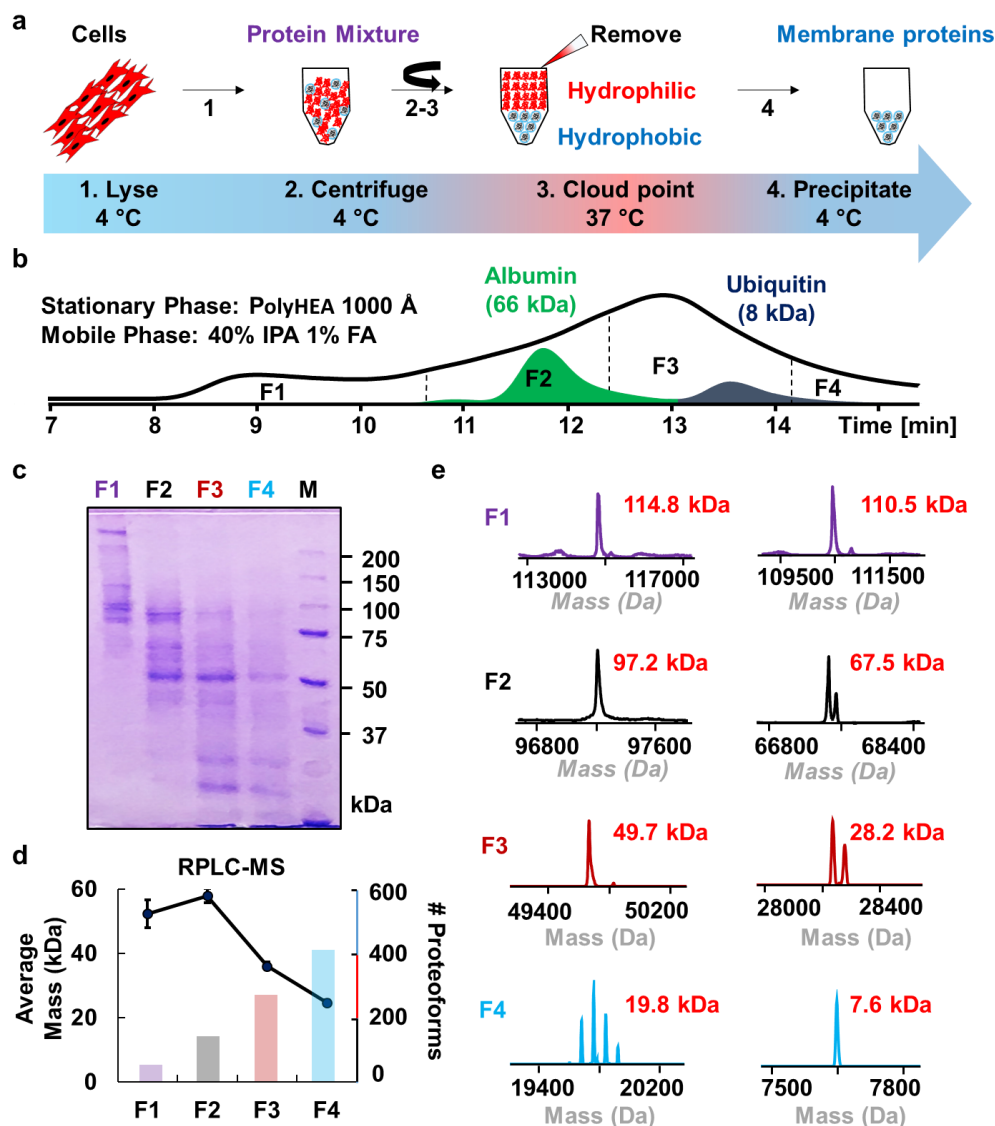 a
Cells
Protein Mixture
Remove
Membrane proteins
1
2-3
Hydrophilic
Hydrophobic
4
1. Lyse
4 °C
2. Centrifuge
4 °C
3. Cloud point
37 °C
4. Precipitate
4 °C
b
Stationary Phase: PolyHEA 1000 Å
Mobile Phase: 40% IPA 1% FA
Albumin
(66 kDa)
Ubiquitin
(8 kDa)
F1
F2
F3
F4
7 8 9 10 11 12 13 14 Time [min]
c
F1 F2 F3 F4 M
200
150
100
75
50
37
kDa
d
RPLC-MS
Average
Mass (kDa)
60
40
20
0
600
400
200
0
# Proteoforms
F1 F2 F3 F4
e
F1
114.8 kDa
113000 117000
Mass (Da)
110.5 kDa
109500 111500
Mass (Da)
F2
97.2 kDa
96800 97600
Mass (Da)
67.5 kDa
66800 68400
Mass (Da)
F3
49.7 kDa
49400 50200
Mass (Da)
28.2 kDa
28000 28400
Mass (Da)
F4
19.8 kDa
19400 20200
Mass (Da)
7.6 kDa
7500 7800
Mass (Da)